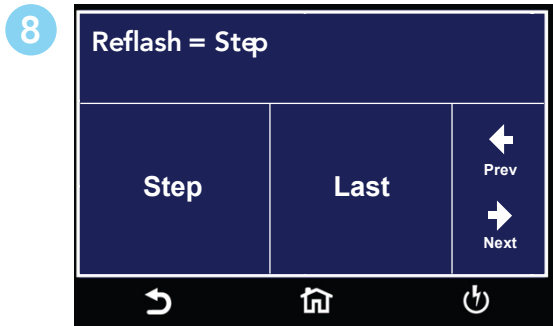 8
Reflash = Step
Step
Last
Prev
Next